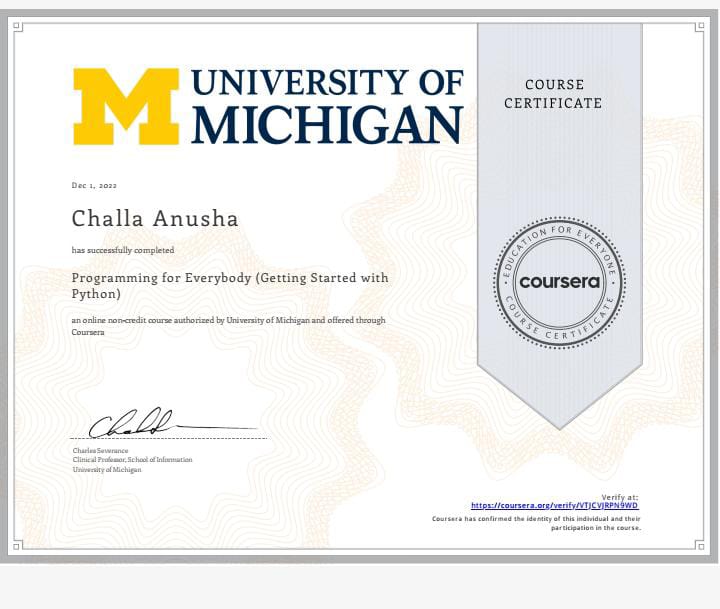 UNIVERSITY OF
MICHIGAN
COURSE
CERTIFICATE
Dec 1, 2022
Challa Anusha
has successfully completed
Programming for Everybody (Getting Started with
Python)
an online non-credit course authorized by University of Michigan and offered through
Coursera
EDUCATION FOR EVERYONE
coursera
COURSE CERTIFICATE
Charles Severance
Clinical Professor, School of Information
University of Michigan
Verify at:
https://coursera.org/verify/VTJCVJRPN9WD
Coursera has confirmed the identity of this individual and their
participation in the course.